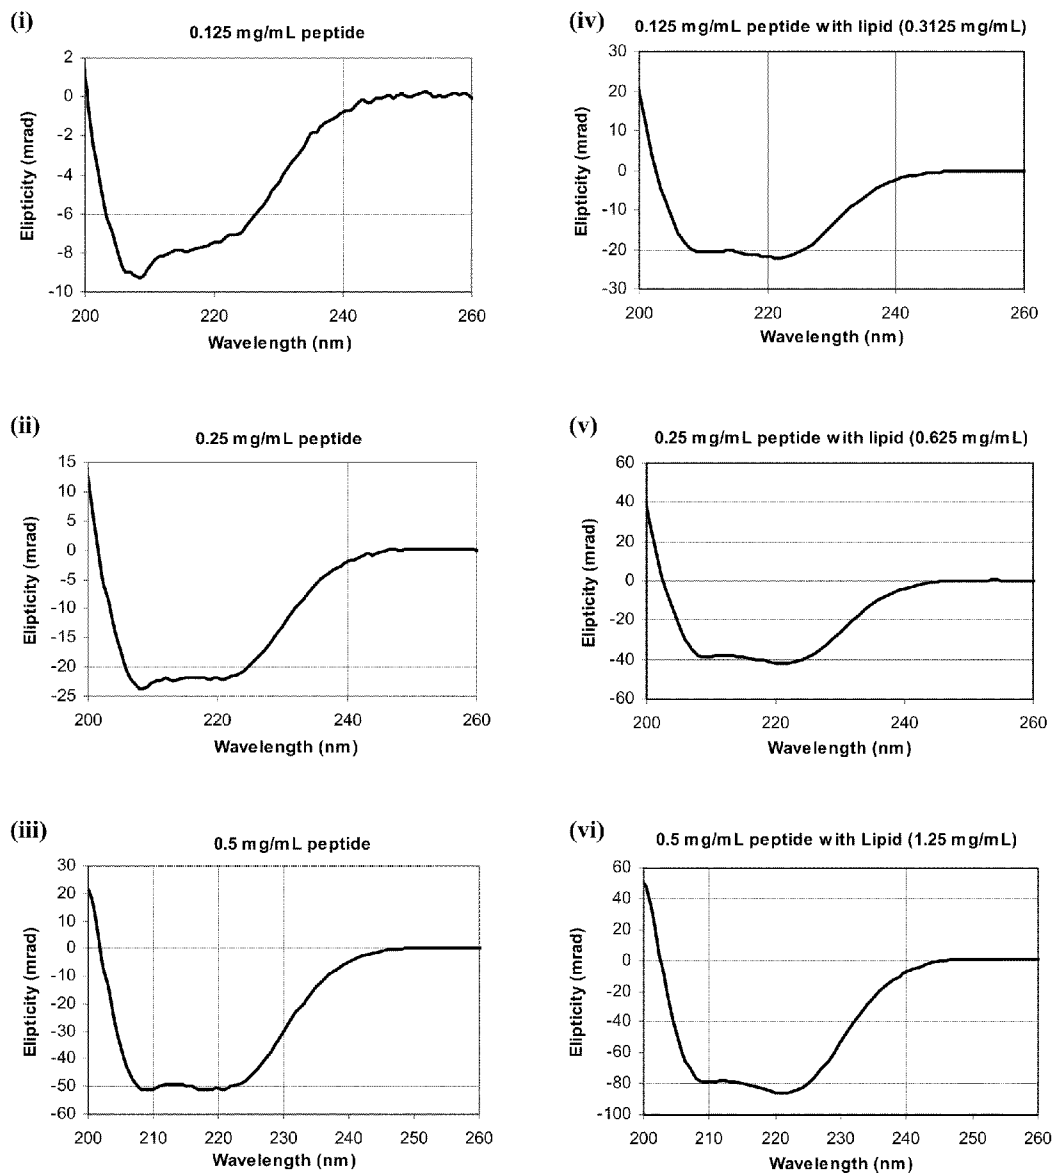 (i)
0.125 mg/mL peptide
2
0
-2
-4
-6
-8
-10
Elipticity (mrad)
200 220 240 260
Wavelength (nm)
(iv)
0.125 mg/mL peptide with lipid (0.3125 mg/mL)
30
20
10
0
-10
-20
-30
Elipticity (mrad)
200 220 240 260
Wavelength (nm)
(ii)
0.25 mg/mL peptide
15
10
5
0
-5
-10
-15
-20
-25
Elipticity (mrad)
200 220 240 260
Wavelength (nm)
(v)
0.25 mg/mL peptide with lipid (0.625 mg/mL)
60
40
20
0
-20
-40
-60
Elipticity (mrad)
200 220 240 260
Wavelength (nm)
(iii)
0.5 mg/mL peptide
30
20
10
0
-10
-20
-30
-40
-50
-60
Elipticity (mrad)
200 210 220 230 240 250 260
Wavelength (nm)
(vi)
0.5 mg/mL peptide with Lipid (1.25 mg/mL)
60
40
20
0
-20
-40
-60
-80
-100
Elipticity (mrad)
200 210 220 230 240 250 260
Wavelength (nm)